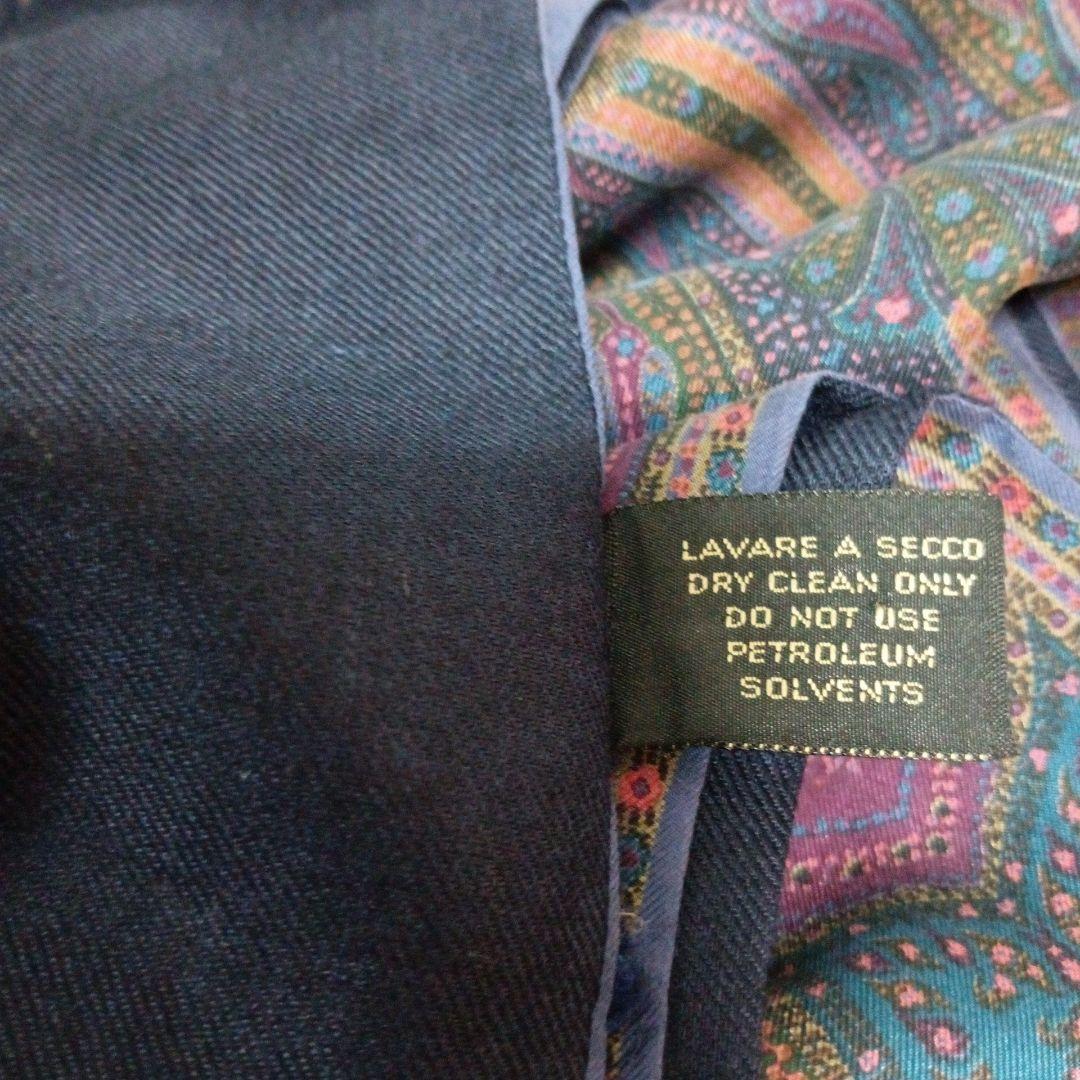 LAVARE A SECCO
DRY CLEAN ONLY
DO NOT USE
PETROLEUM
SOLVENTS